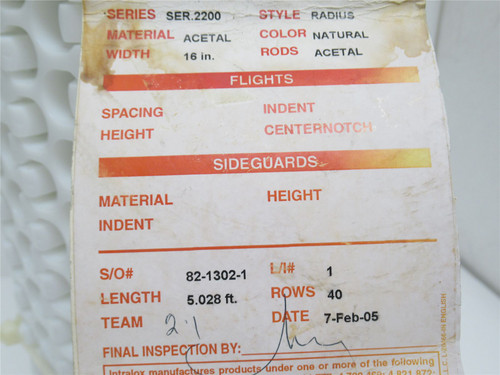 SERIES SER.2200 STYLE RADIUS
MATERIAL ACETAL COLOR NATURAL
WIDTH 16 in. RODS ACETAL
FLIGHTS
SPACING INDENT
HEIGHT CENTERNOTCH
SIDEGUARDS
MATERIAL HEIGHT
INDENT
S/O# 82-1302-1 L/I# 1
LENGTH 5.028 ft. ROWS 40
TEAM 2.1 DATE 7-Feb-05
FINAL INSPECTION BY:
Intralox manufactures products under one or more of the following
ENGLISH